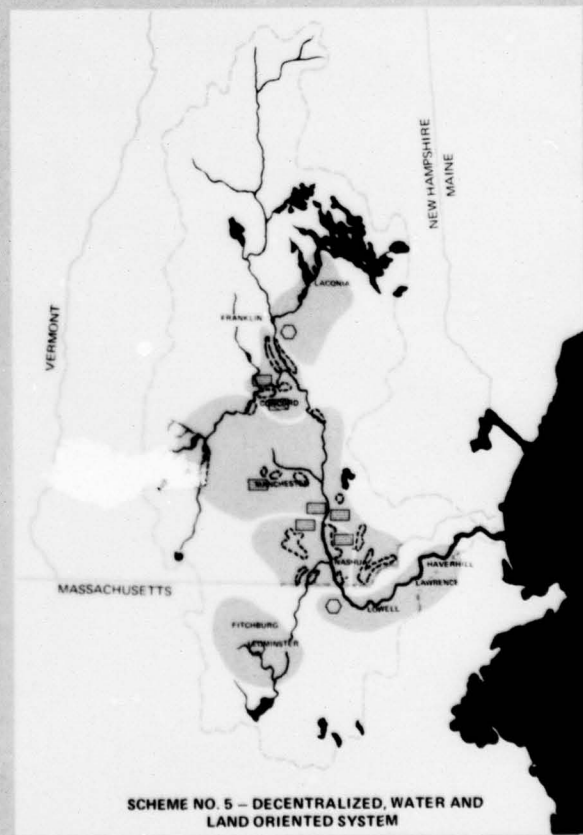 NEW HAMPSHIRE
MAINE
VERMONT
LACONIA
FRANKLIN
CONCORD
MANCHESTER
NASHUA
HAVERHILL
LAWRENCE
LOWELL
MASSACHUSETTS
FITCHBURG
LEOMINSTER
SCHEME NO. 5 – DECENTRALIZED, WATER AND
LAND ORIENTED SYSTEM